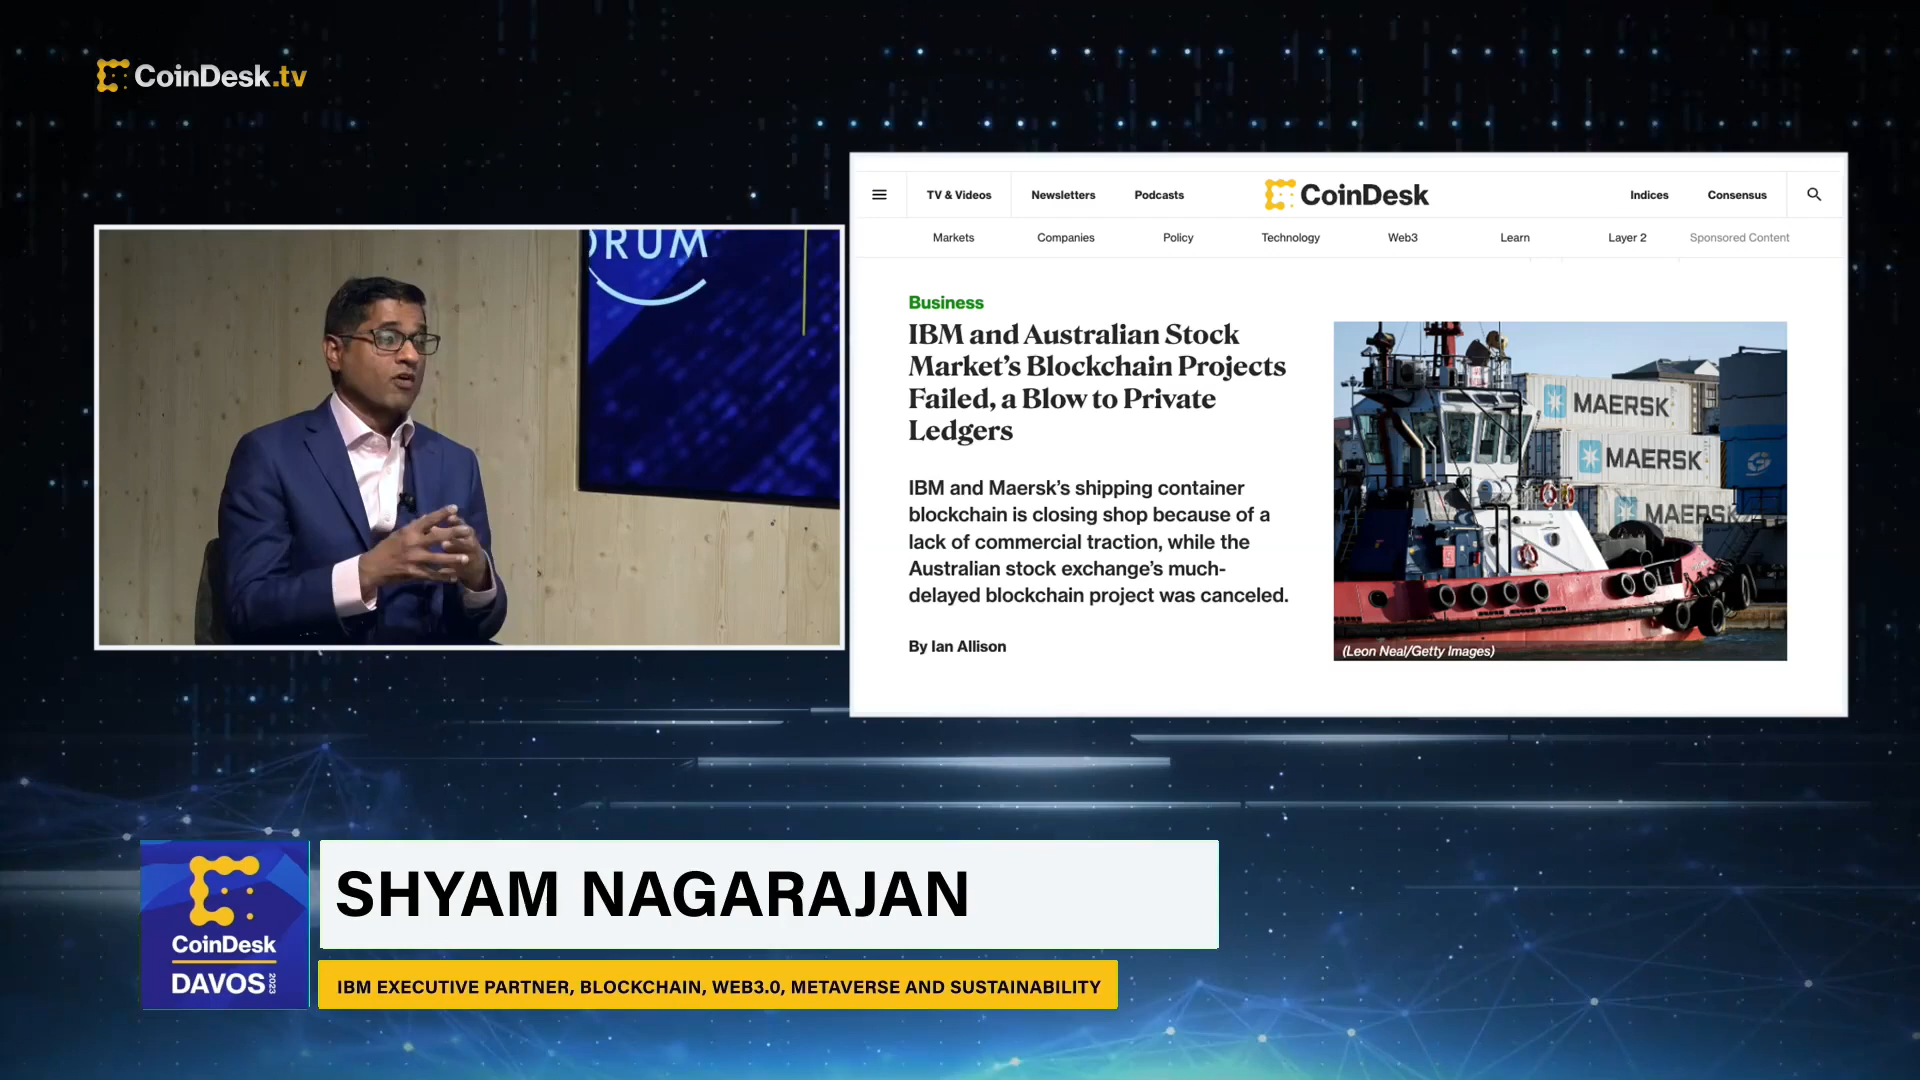 CoinDesk.tv
ORUM
TV & Videos
Newsletters
Podcasts
CoinDesk
Indices
Consensus
Markets
Companies
Policy
Technology
Web3
Learn
Layer 2
Sponsored Content
Business
IBM and Australian Stock
Market's Blockchain Projects
Failed, a Blow to Private
Ledgers
IBM and Maersk's shipping container
blockchain is closing shop because of a
lack of commercial traction, while the
Australian stock exchange's much-
delayed blockchain project was canceled.
By Ian Allison
MAERSK
MAERSK
MAERSK
(Leon Neal/Getty Images)
CoinDesk
DAVOS 2023
SHYAM NAGARAJAN
IBM EXECUTIVE PARTNER, BLOCKCHAIN, WEB3.0, METAVERSE AND SUSTAINABILITY